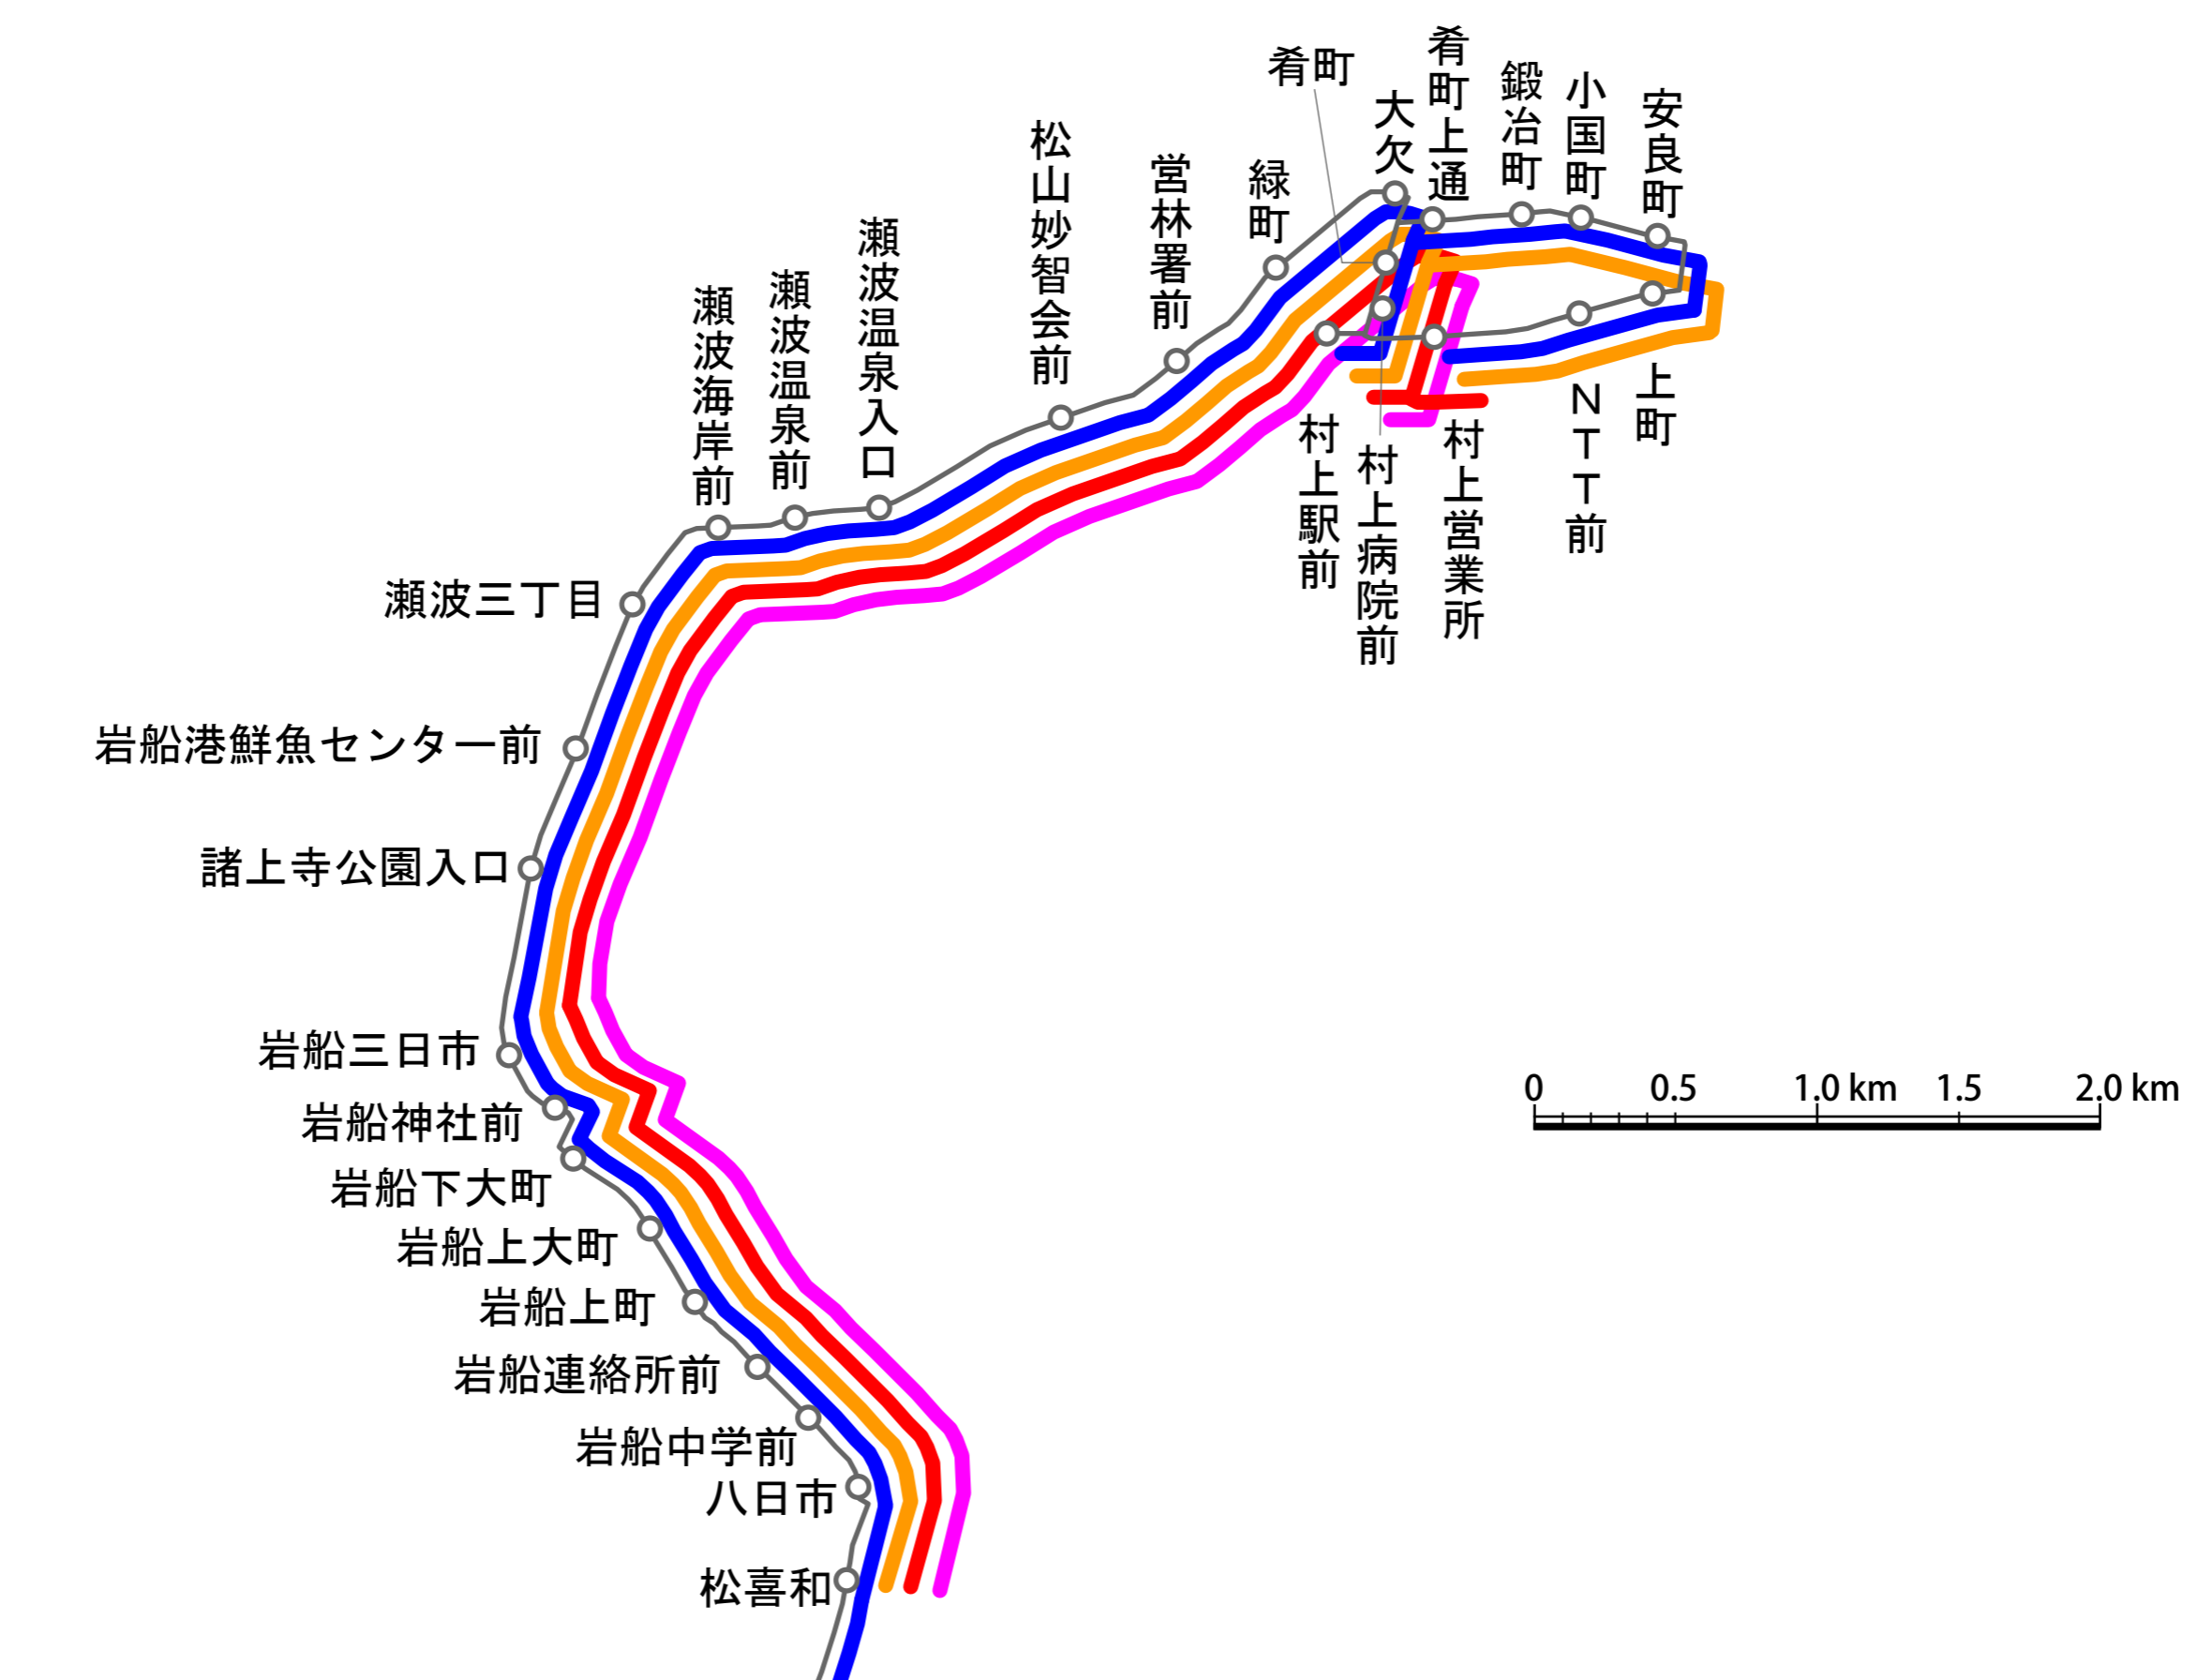 肴町
大欠
肴町上通
鍛冶町
小国町
安良町
松山妙智会前
営林署前
緑町
瀬波海岸前
瀬波温泉前
瀬波温泉入口
村上駅前
村上病院前
村上営業所
NTT前
上町
瀬波三丁目
岩船港鮮魚センター前
諸上寺公園入口
岩船三日市
岩船神社前
岩船下大町
岩船上大町
岩船上町
岩船連絡所前
岩船中学前
八日市
松喜和
0 0.5 1.0 km 1.5 2.0 km